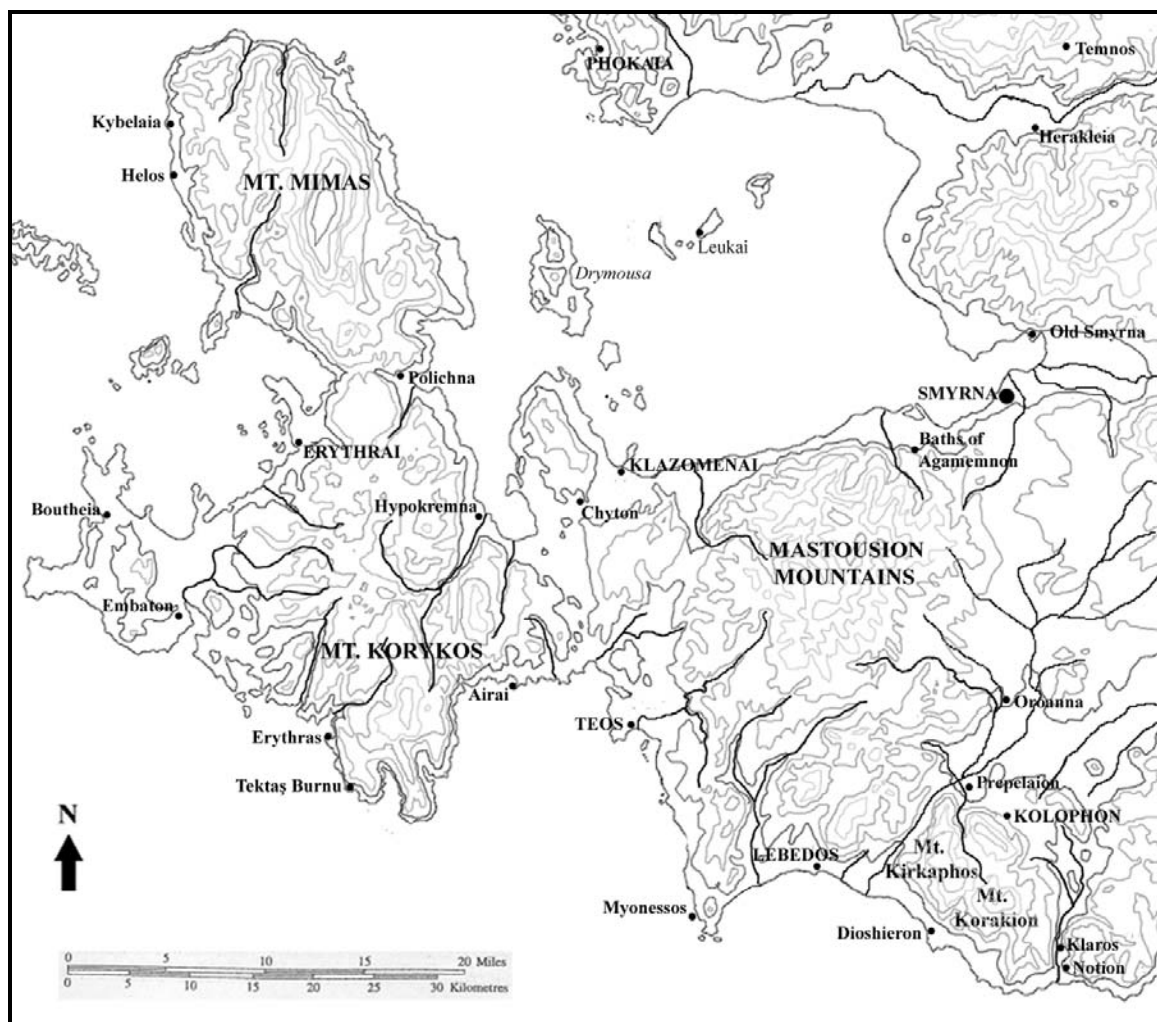 Temnos
PHOKAIA
Kybelaia
Herakleia
Helos
MT. MIMAS
Leukai
Drymousa
Old Smyrna
Polichna
SMYRNA
ERYTHRAI
Baths of
Agamemnon
KLAZOMENAI
Boutheia
Hypokremna
Chyton
MASTOUSION
MOUNTAINS
Embaton
MT. KORYKOS
Airai
Oroanna
TEOS
Erythras
Tektaş Burnu
Prepelaion
N
KOLOPHON
LEBEDOS
Mt.
Kirkaphos
Mt.
Korakion
Myonessos
Dioshieron
Klaros
Notion
0 5 10 15 20 Miles
0 5 10 15 20 25 30 Kilometres